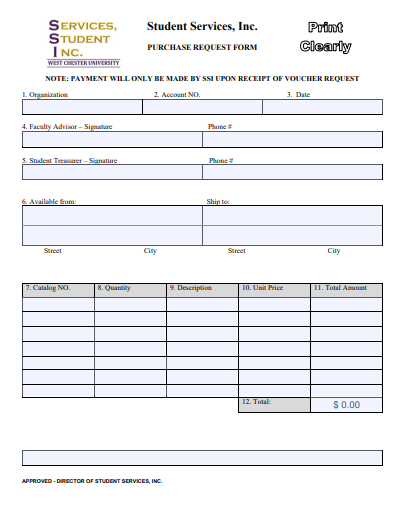 SERVICES,
STUDENT
INC.
WEST CHESTER UNIVERSITY
Student Services, Inc.
PURCHASE REQUEST FORM
Print
Clearly
NOTE: PAYMENT WILL ONLY BE MADE BY SSI UPON RECEIPT OF VOUCHER REQUEST
1. Organization 2. Account NO. 3. Date
4. Faculty Advisor – Signature Phone #
5. Student Treasurer – Signature Phone #
6. Available from: Ship to:
Street City Street City
7. Catalog NO. 8. Quantity 9. Description 10. Unit Price 11. Total Amount
12. Total: $ 0.00
APPROVED - DIRECTOR OF STUDENT SERVICES, INC.